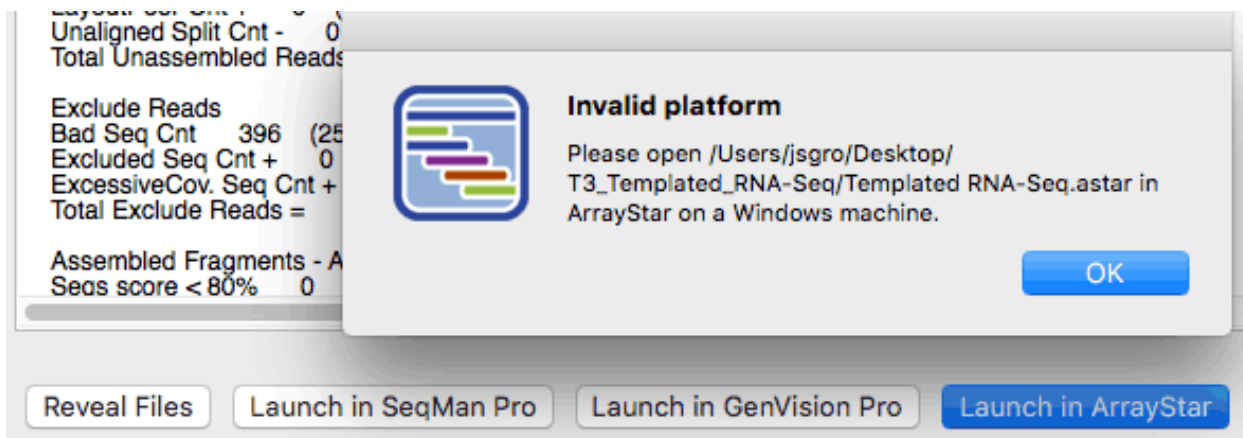 Unaligned Split Cnt - 0
Total Unassembled Reads
Exclude Reads
Bad Seq Cnt 396 (25
Excluded Seq Cnt + 0
ExcessiveCov. Seq Cnt +
Total Exclude Reads =
Assembled Fragments - A
Seqs score < 80% 0
Invalid platform
Please open /Users/jsgro/Desktop/
T3_Templated_RNA-Seq/Templated RNA-Seq.astar in
ArrayStar on a Windows machine.
OK
Reveal Files
Launch in SeqMan Pro
Launch in GenVision Pro
Launch in ArrayStar